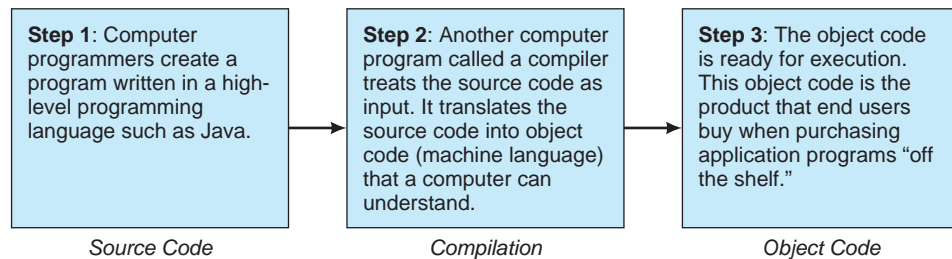 Step 1: Computer
programmers create a
program written in a high-
level programming
language such as Java.
Step 2: Another computer
program called a compiler
treats the source code as
input. It translates the
source code into object
code (machine language)
that a computer can
understand.
Step 3: The object code
is ready for execution.
This object code is the
product that end users
buy when purchasing
application programs “off
the shelf.”
Source Code
Compilation
Object Code